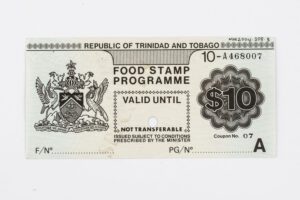 REPUBLIC OF TRINIDAD AND TOBAGO
10-A468007
FOOD STAMP
PROGRAMME
VALID UNTIL
$10
NOT TRANSFERABLE
ISSUED SUBJECT TO CONDITIONS
PRESCRIBED BY THE MINISTER
Coupon No. 07
F/Nº
PG/Nº
A